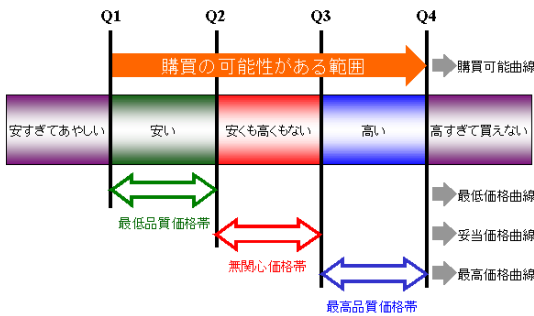 Q1 Q2 Q3 Q4
購買の可能性がある範囲
購買可能曲線
安すぎてあやしい 安い 安くも高くもない 高い 高すぎて買えない
最低価格曲線
最低品質価格帯
妥当価格曲線
無関心価格帯
最高価格曲線
最高品質価格帯